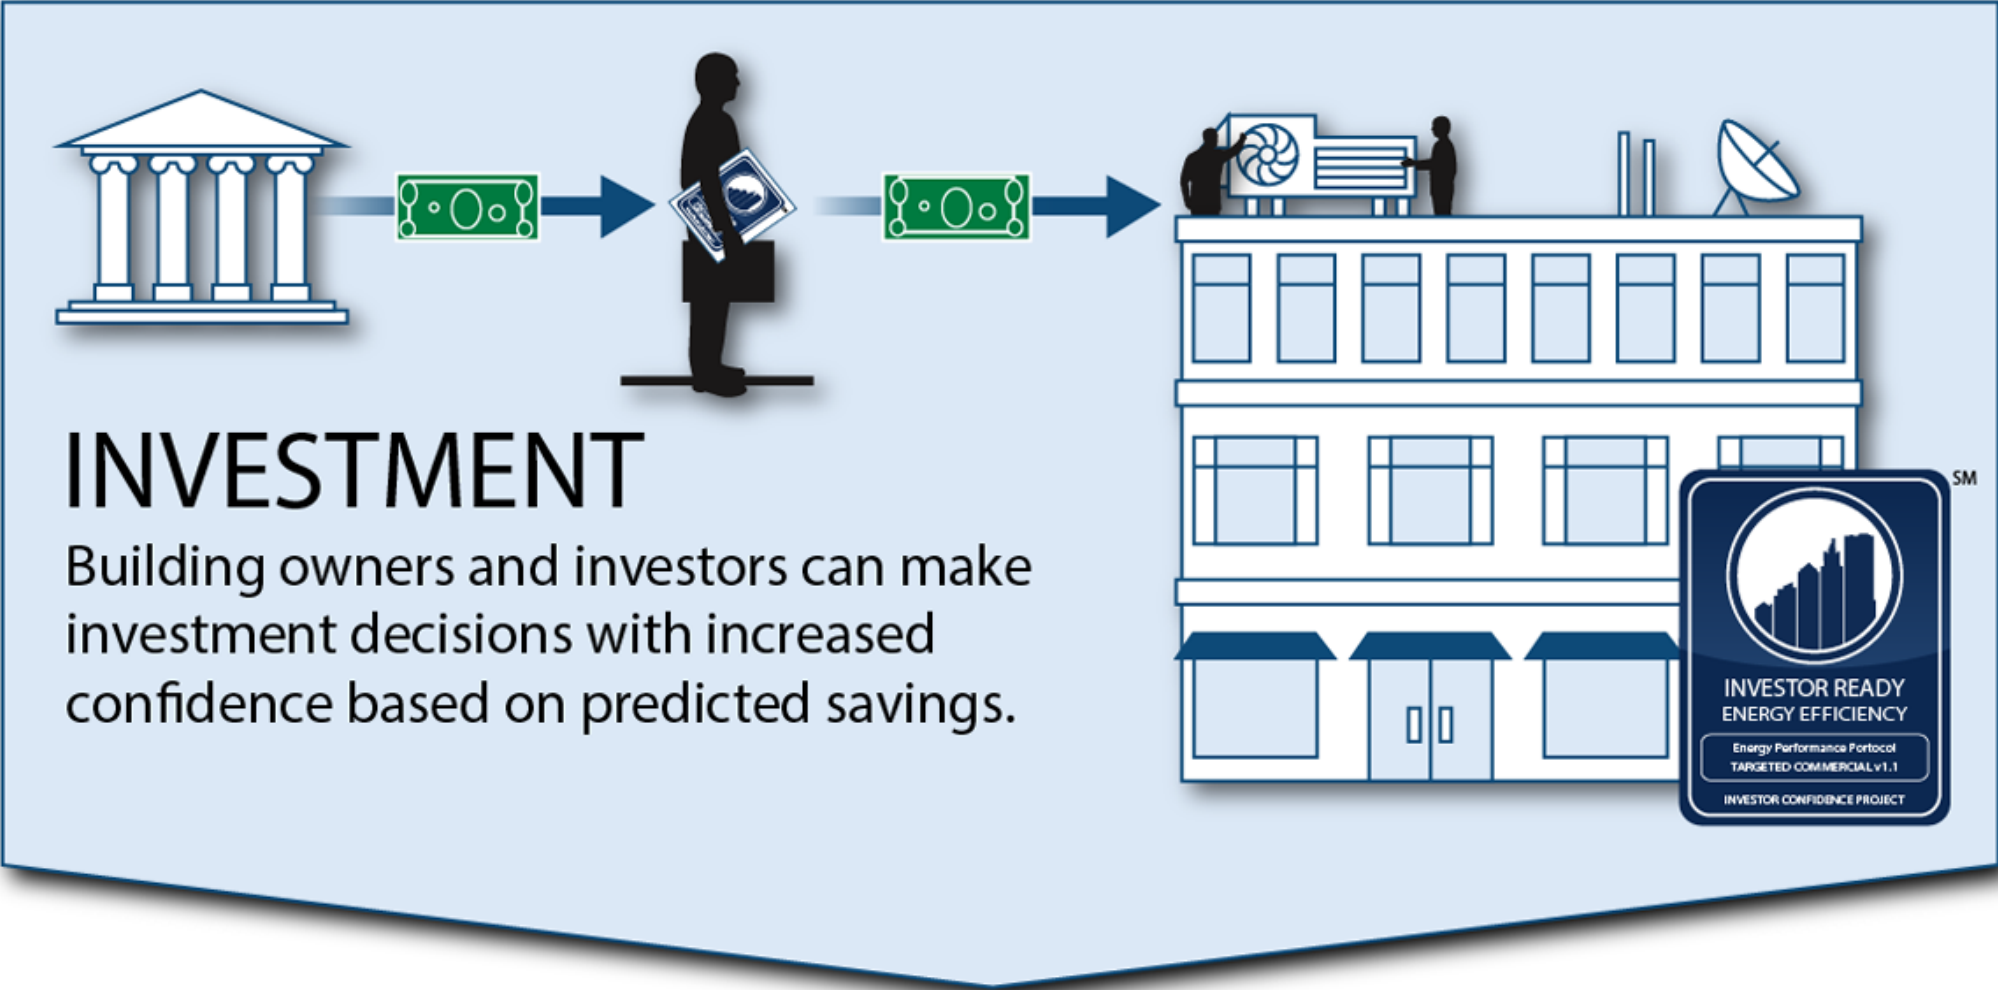 INVESTMENT
Building owners and investors can make
investment decisions with increased
confidence based on predicted savings.
SM
INVESTOR READY
ENERGY EFFICIENCY
Energy Performance Portocol
TARGETED COMMERCIAL v1.1
INVESTOR CONFIDENCE PROJECT